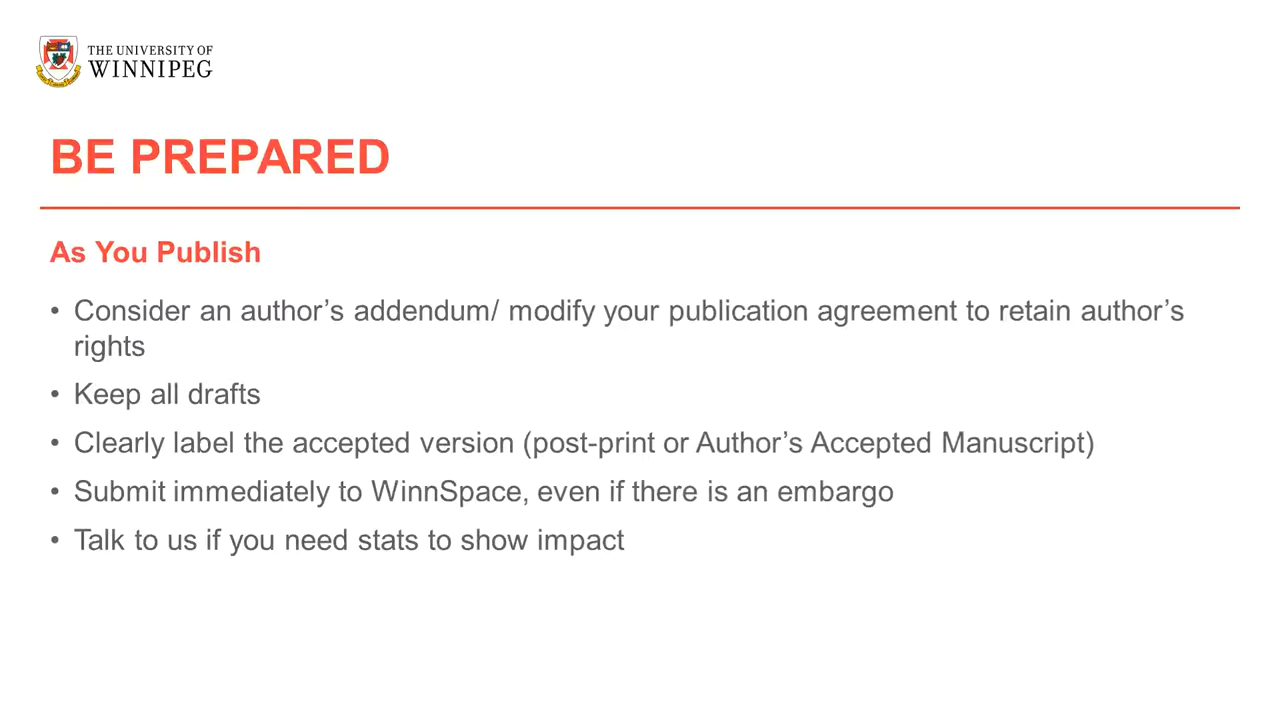 THE UNIVERSITY OF
WINNIPEG
BE PREPARED
As You Publish
• Consider an author’s addendum/ modify your publication agreement to retain author’s
rights
• Keep all drafts
• Clearly label the accepted version (post-print or Author’s Accepted Manuscript)
• Submit immediately to WinnSpace, even if there is an embargo
• Talk to us if you need stats to show impact